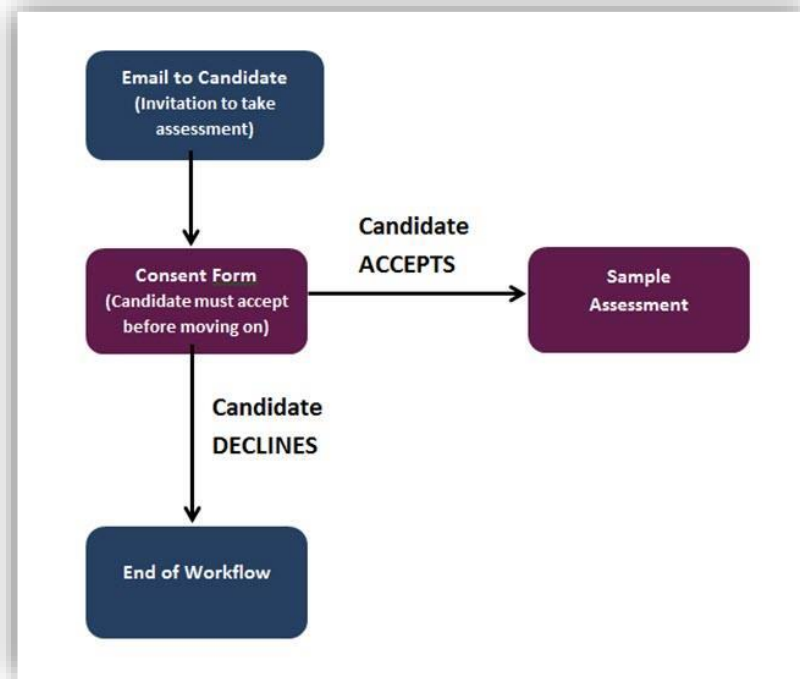 Email to Candidate
(Invitation to take
assessment)
Candidate
ACCEPTS
Consent Form
(Candidate must accept
before moving on)
Sample
Assessment
Candidate
DECLINES
End of Workflow